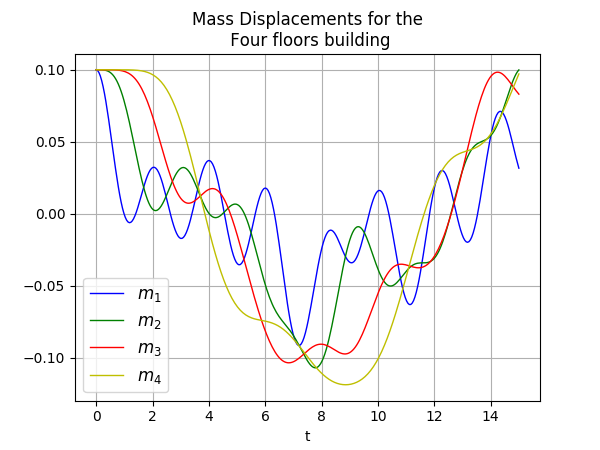 Mass Displacements for the
Four floors building
0.10
0.05
0.00
−0.05
−0.10
m1
m2
m3
m4
0 2 4 6 8 10 12 14
t